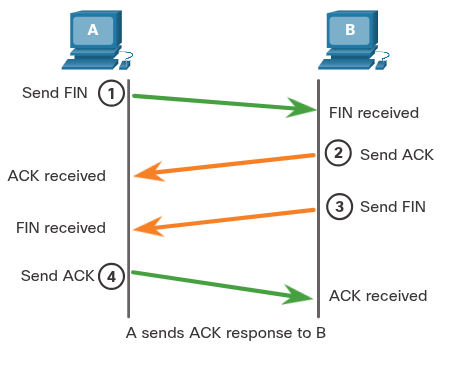 A
B
Send FIN 1
FIN received
2 Send ACK
ACK received
3 Send FIN
FIN received
Send ACK 4
ACK received
A sends ACK response to B